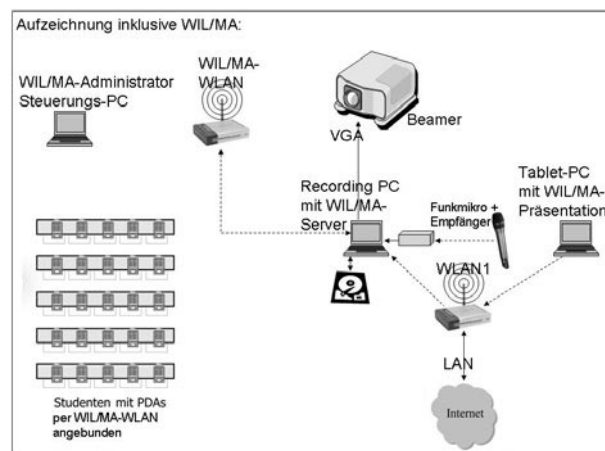 Aufzeichnung inklusive WIL/MA:
WIL/MA-Administrator
Steuerungs-PC
WIL/MA-
WLAN
Beamer
VGA
Recording PC
mit WIL/MA-
Server
Funkmikro +
Empfänger
Tablet-PC
mit WIL/MA-
Präsentation
WLAN1
LAN
Internet
Studenten mit PDAs
per WIL/MA-WLAN
angebunden